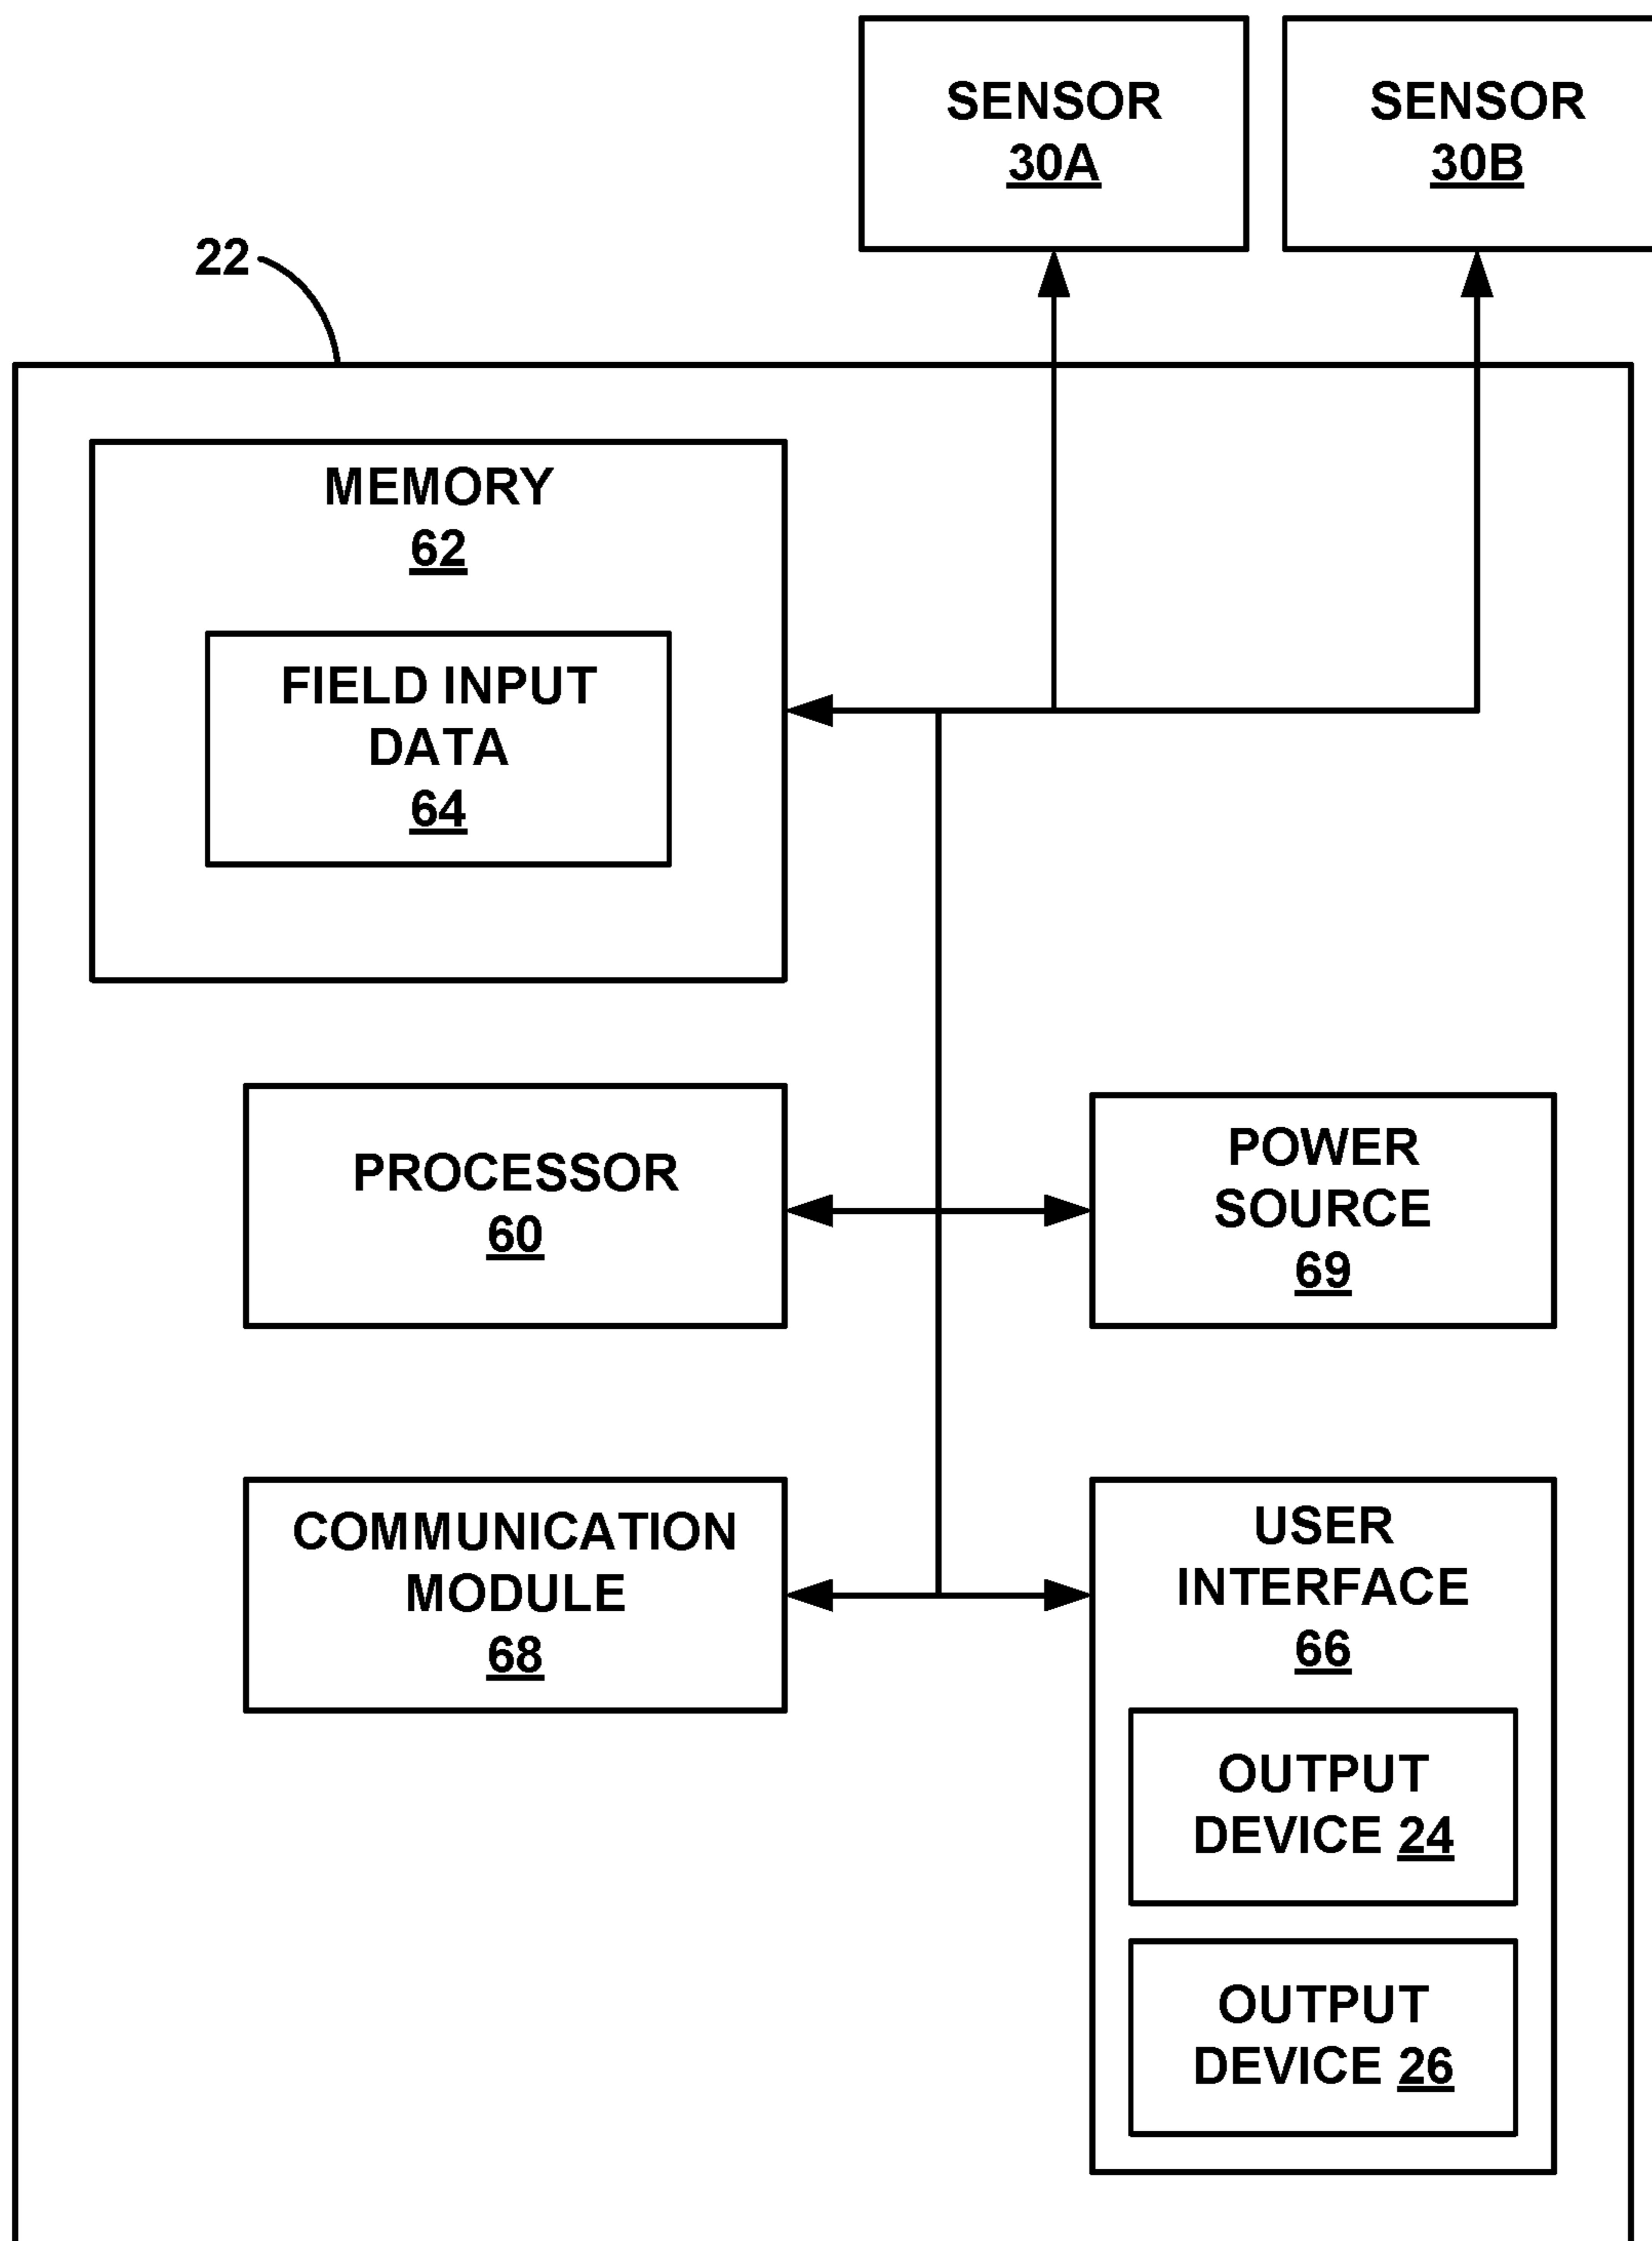 SENSOR
30A
SENSOR
30B
22
MEMORY
62
FIELD INPUT
DATA
64
PROCESSOR
60
POWER
SOURCE
69
COMMUNICATION
MODULE
68
USER
INTERFACE
66
OUTPUT
DEVICE 24
OUTPUT
DEVICE 26